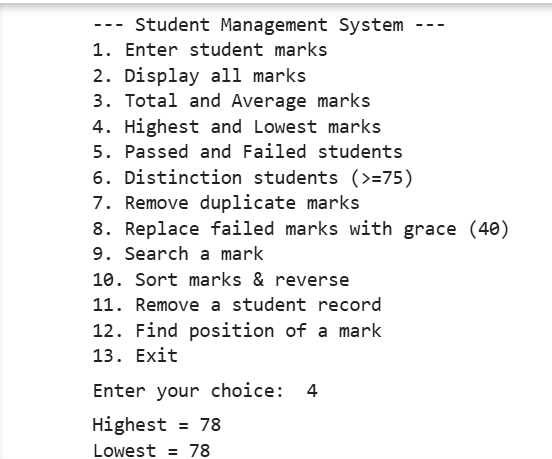 --- Student Management System ---
1. Enter student marks
2. Display all marks
3. Total and Average marks
4. Highest and Lowest marks
5. Passed and Failed students
6. Distinction students (>=75)
7. Remove duplicate marks
8. Replace failed marks with grace (40)
9. Search a mark
10. Sort marks & reverse
11. Remove a student record
12. Find position of a mark
13. Exit
Enter your choice:  4
Highest = 78
Lowest = 78